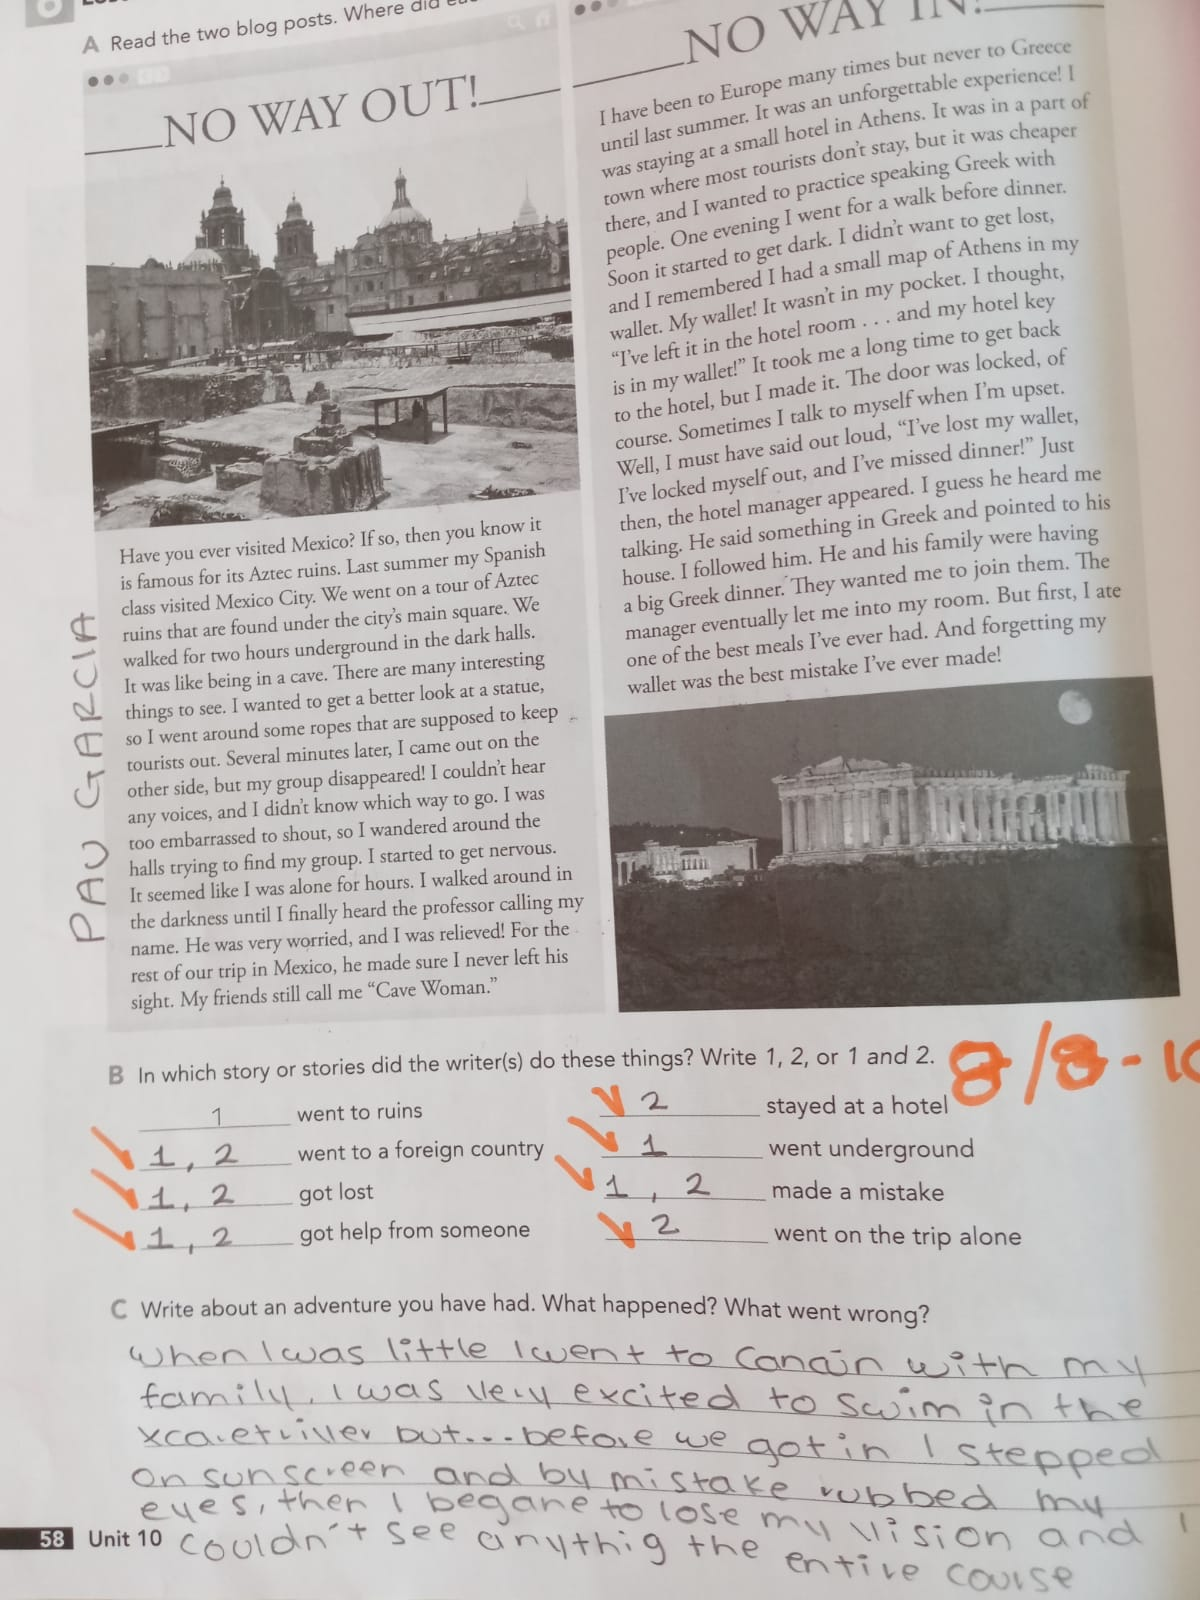 A Read the two blog posts. Where did
NO WAY OUT!
Have you ever visited Mexico? If so, then you know it
is famous for its Aztec ruins. Last summer my Spanish
class visited Mexico City. We went on a tour of Aztec
ruins that are found under the city's main square. We
walked for two hours underground in the dark halls.
It was like being in a cave. There are many interesting
things to see. I wanted to get a better look at a statue,
so I went around some ropes that are supposed to keep
tourists out. Several minutes later, I came out on the
other side, but my group disappeared! I couldn't hear
any voices, and I didn't know which way to go. I was
too embarrassed to shout, so I wandered around the
halls trying to find my group. I started to get nervous.
It seemed like I was alone for hours. I walked around in
the darkness until I finally heard the professor calling my
name. He was very worried, and I was relieved! For the
rest of our trip in Mexico, he made sure I never left his
sight. My friends still call me “Cave Woman.”
PAU GARCIA
NO WAY IN!
I have been to Europe many times but never to Greece
until last summer. It was an unforgettable experience! I
was staying at a small hotel in Athens. It was in a part of
town where most tourists don't stay, but it was cheaper
there, and I wanted to practice speaking Greek with
people. One evening I went for a walk before dinner.
Soon it started to get dark. I didn't want to get lost,
and I remembered I had a small map of Athens in my
wallet. My wallet! It wasn't in my pocket. I thought,
“I've left it in the hotel room . . . and my hotel key
is in my wallet!” It took me a long time to get back
to the hotel, but I made it. The door was locked, of
course. Sometimes I talk to myself when I'm upset.
Well, I must have said out loud, “I've lost my wallet,
I've locked myself out, and I've missed dinner!” Just
then, the hotel manager appeared. I guess he heard me
talking. He said something in Greek and pointed to his
house. I followed him. He and his family were having
a big Greek dinner. They wanted me to join them. The
manager eventually let me into my room. But first, I ate
one of the best meals I've ever had. And forgetting my
wallet was the best mistake I've ever made!
B In which story or stories did the writer(s) do these things? Write 1, 2, or 1 and 2.
8/8-10
1 went to ruins
1, 2 went to a foreign country
1, 2 got lost
1, 2 got help from someone
2 stayed at a hotel
1 went underground
1, 2 made a mistake
2 went on the trip alone
C Write about an adventure you have had. What happened? What went wrong?
When I was little I went to Cancún with my
family. I was very excited to swim in the
xcaret river but... before we got in I stepped
on sunscreen and by mistake rubbed my
eyes, then I begane to lose my vision and
couldn't see anythig the entire course
58 Unit 10